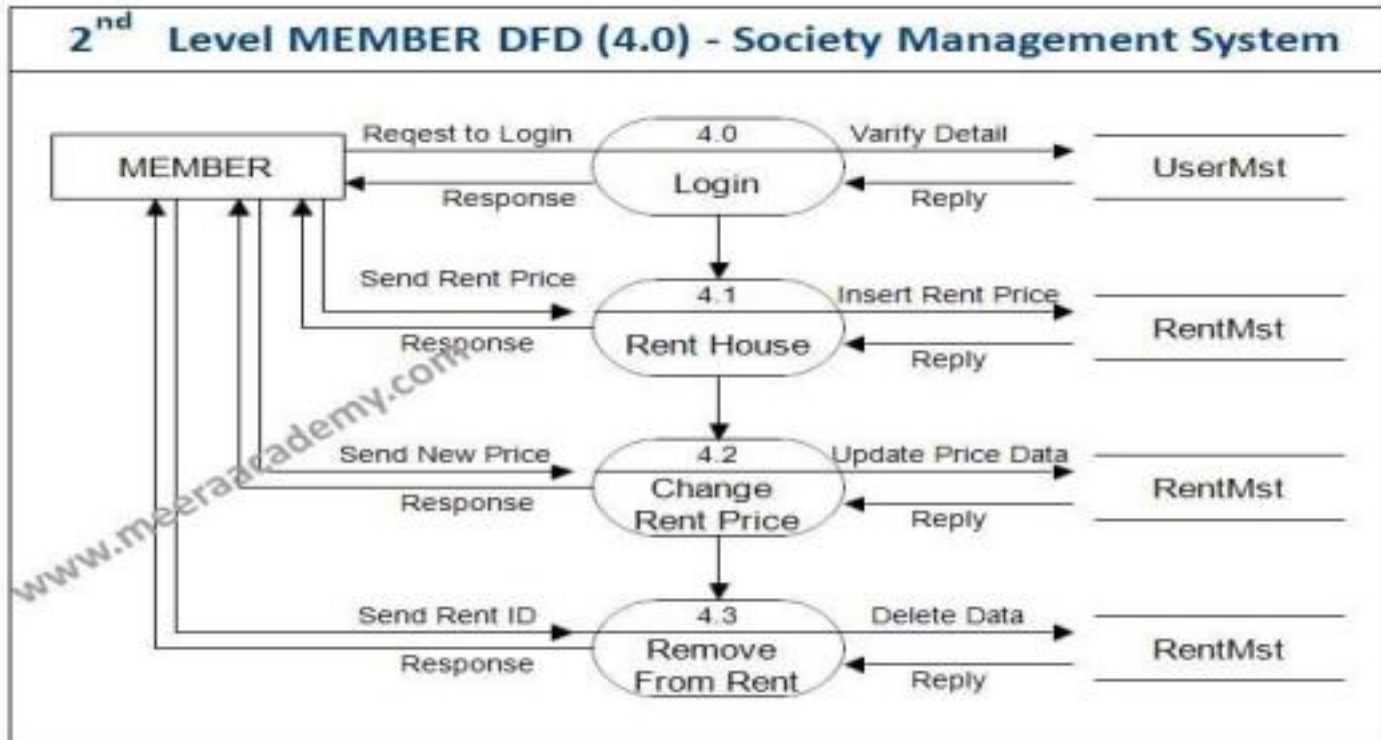 2nd Level MEMBER DFD (4.0) - Society Management System
MEMBER
Reqest to Login
Response
4.0
Login
Varify Detail
Reply
UserMst
Send Rent Price
Response
4.1
Rent House
Insert Rent Price
Reply
RentMst
Send New Price
Response
4.2
Change
Rent Price
Update Price Data
Reply
RentMst
Send Rent ID
Response
4.3
Remove
From Rent
Delete Data
Reply
RentMst
www.meeraacademy.com